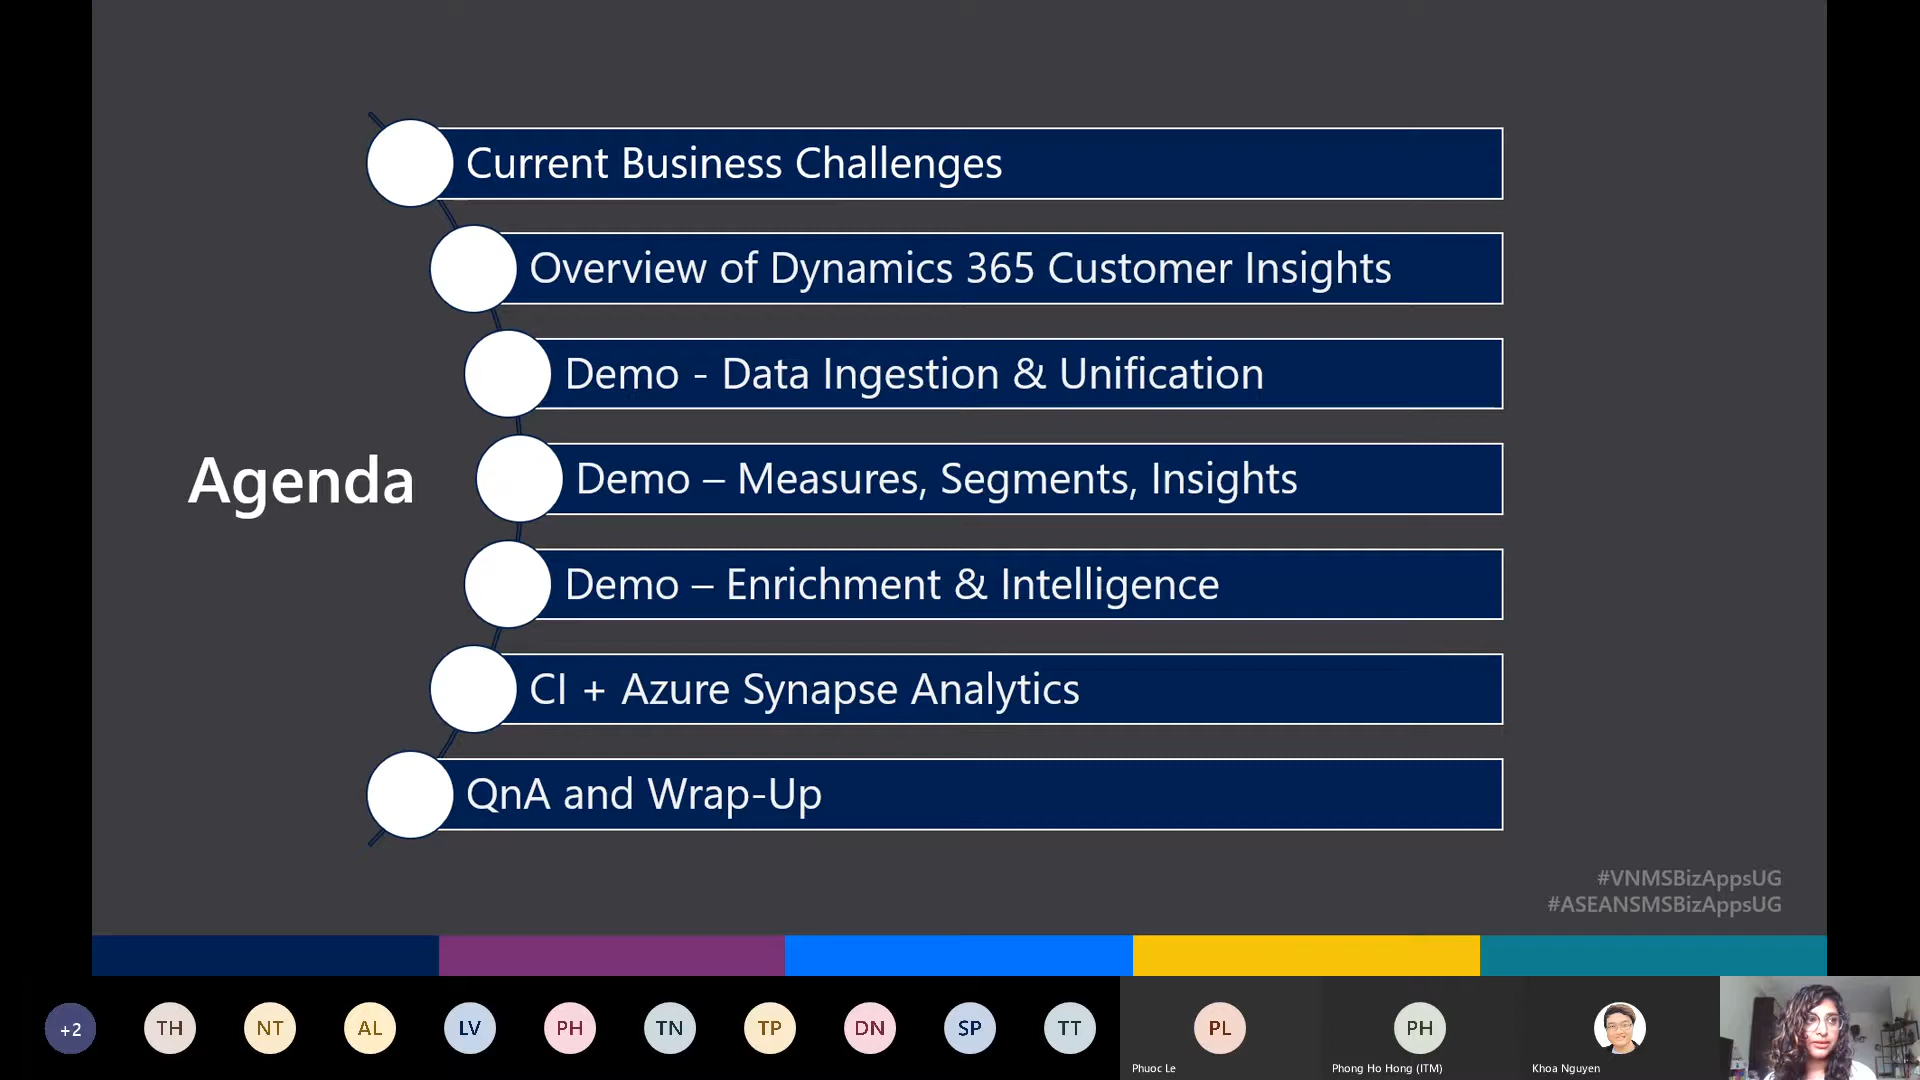 Current Business Challenges
Overview of Dynamics 365 Customer Insights
Demo - Data Ingestion & Unification
Agenda
Demo – Measures, Segments, Insights
Demo – Enrichment & Intelligence
CI + Azure Synapse Analytics
QnA and Wrap-Up
#VNMSBizAppsUG
#ASEANSMSBizAppsUG
+2 TH NT AL LV PH TN TP DN SP TT PL PH
Phuoc Le Phong Ho Hong (ITM) Khoa Nguyen